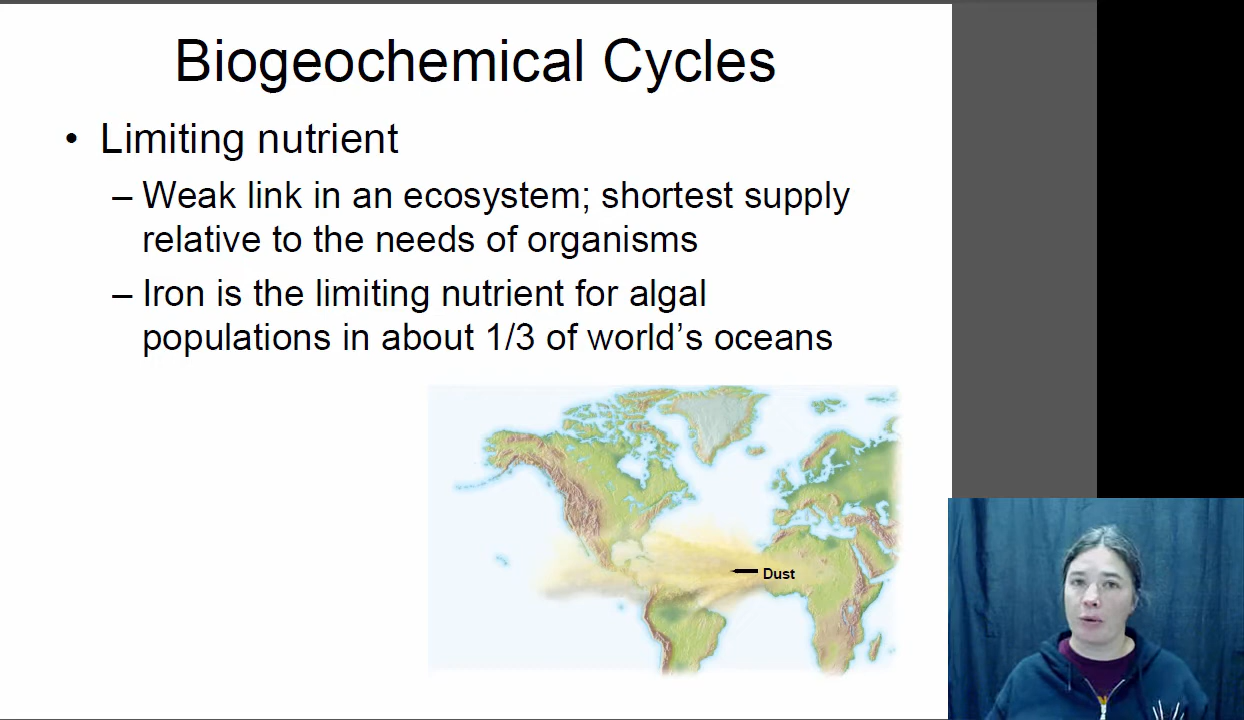 Biogeochemical Cycles
• Limiting nutrient
– Weak link in an ecosystem; shortest supply
relative to the needs of organisms
– Iron is the limiting nutrient for algal
populations in about 1/3 of world’s oceans
Dust